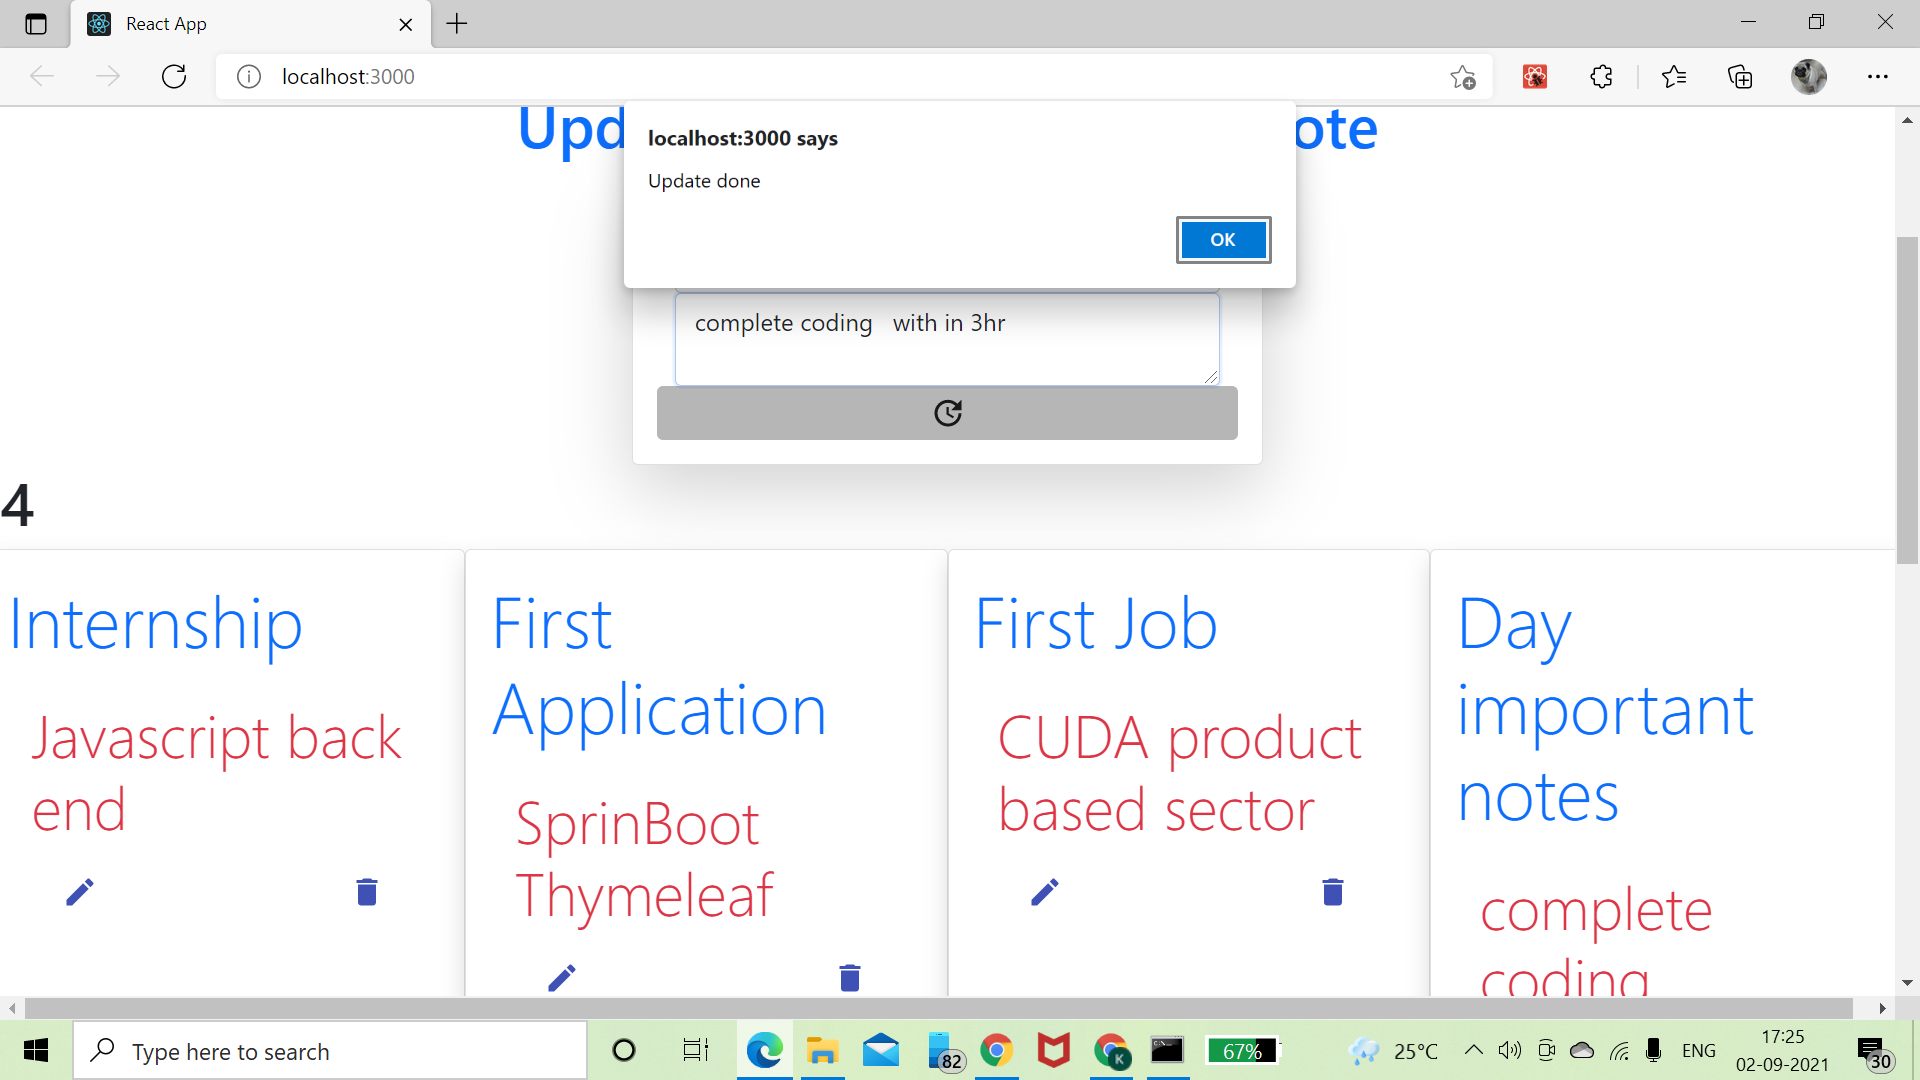 React App
localhost:3000
Upd
ote
localhost:3000 says
Update done
OK
complete coding   with in 3hr
4
Internship
Javascript back
end
First
Application
SprinBoot
Thymeleaf
First Job
CUDA product
based sector
Day
important
notes
complete
coding
Type here to search
82
K
67%
25°C
ENG
17:25
02-09-2021
30